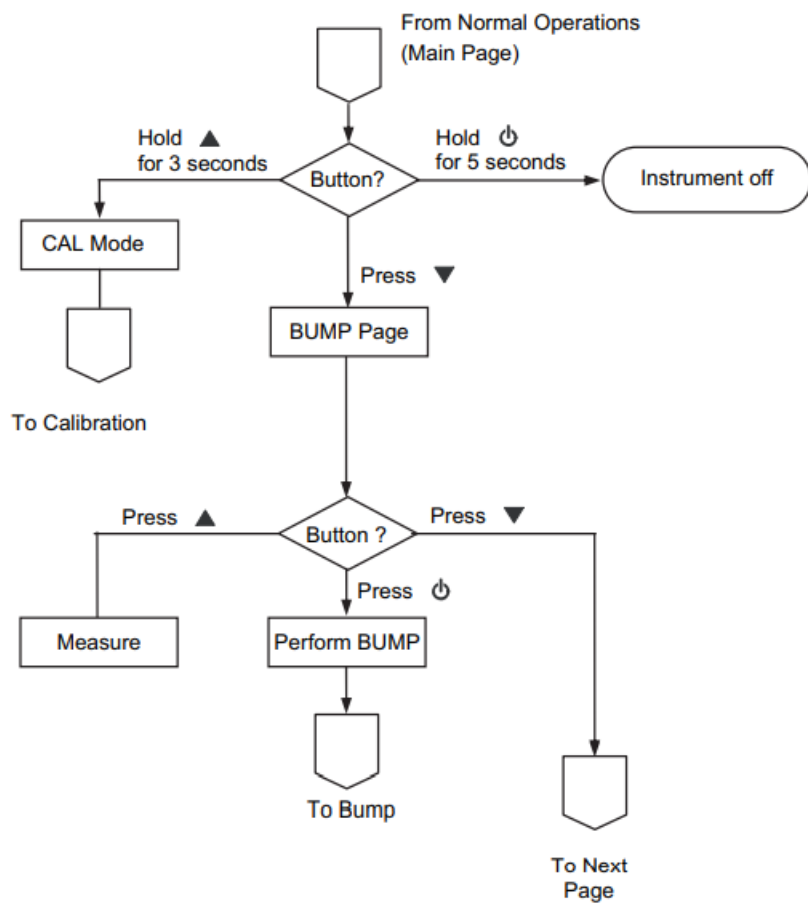 From Normal Operations
(Main Page)
Hold ▲
for 3 seconds
Button?
Hold ⏻
for 5 seconds
Instrument off
CAL Mode
Press ▼
BUMP Page
To Calibration
Press ▲
Button ?
Press ▼
Press ⏻
Measure
Perform BUMP
To Bump
To Next
Page